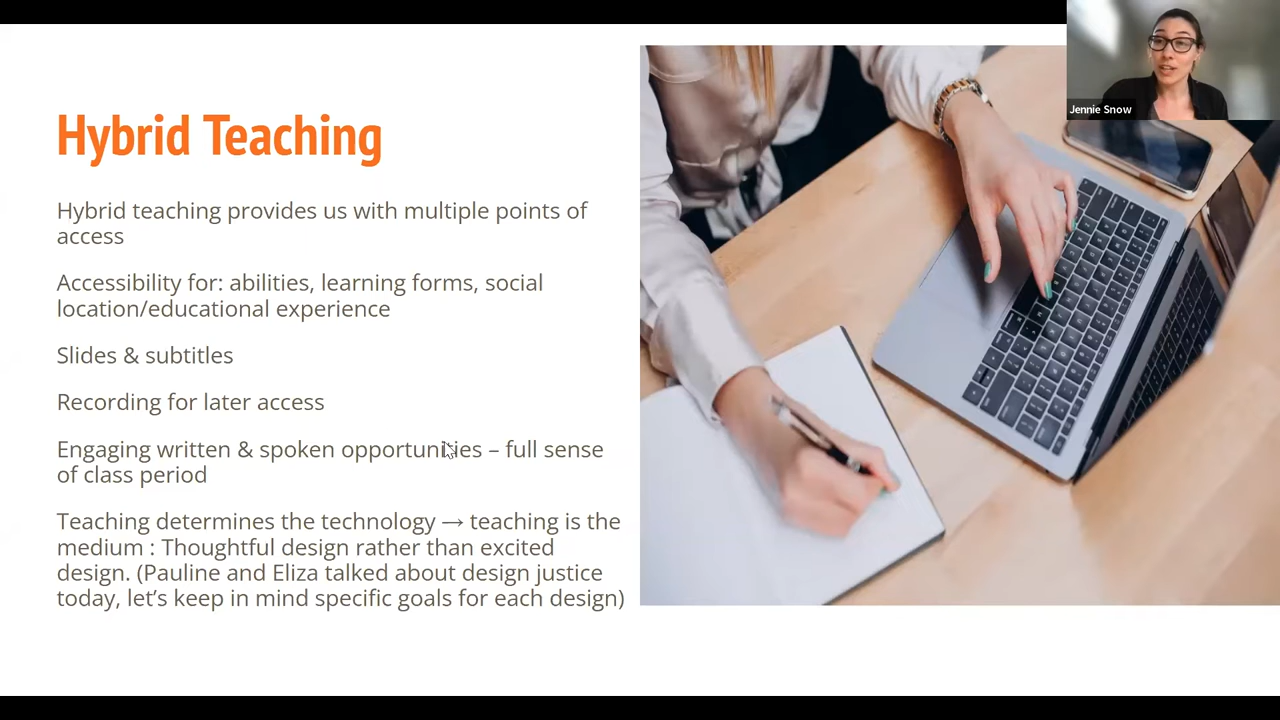 Jennie Snow
Hybrid Teaching
Hybrid teaching provides us with multiple points of
access
Accessibility for: abilities, learning forms, social
location/educational experience
Slides & subtitles
Recording for later access
Engaging written & spoken opportunities – full sense
of class period
Teaching determines the technology → teaching is the
medium : Thoughtful design rather than excited
design. (Pauline and Eliza talked about design justice
today, let’s keep in mind specific goals for each design)